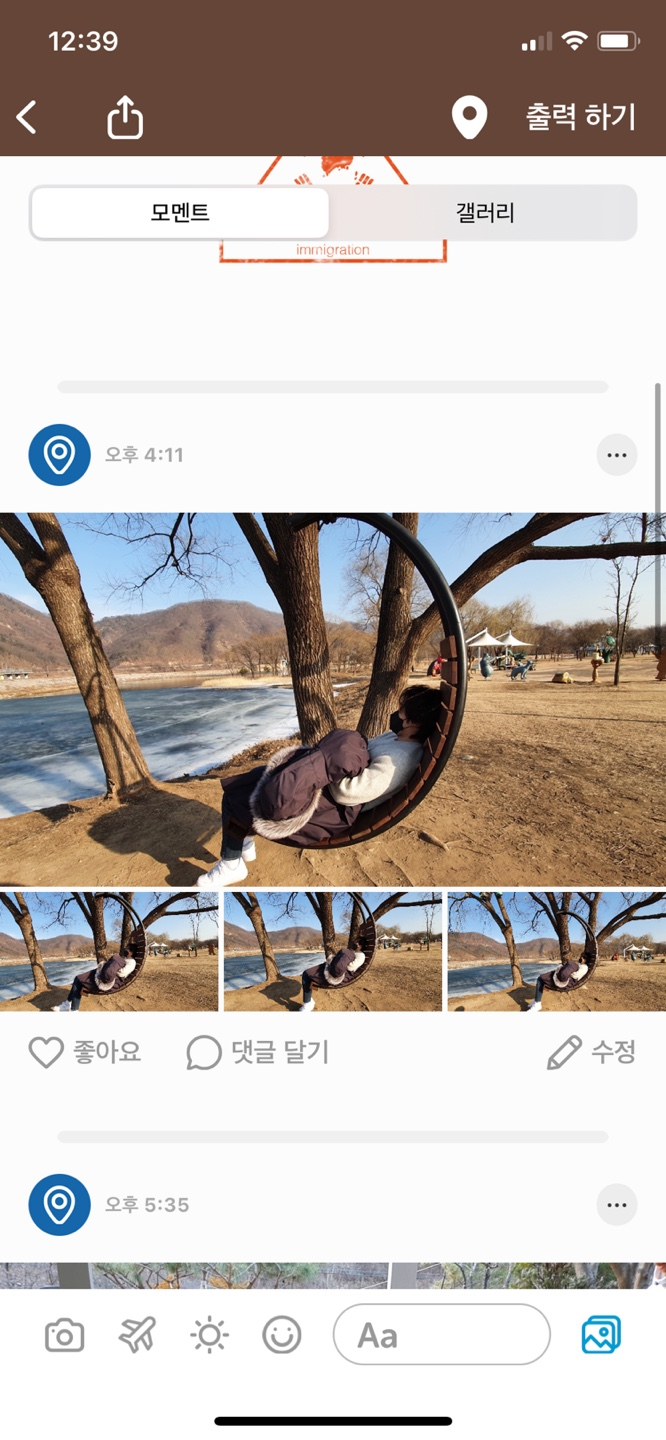 12:39
출력 하기
모멘트
갤러리
immigration
오후 4:11
좋아요
댓글 달기
수정
오후 5:35
Aa